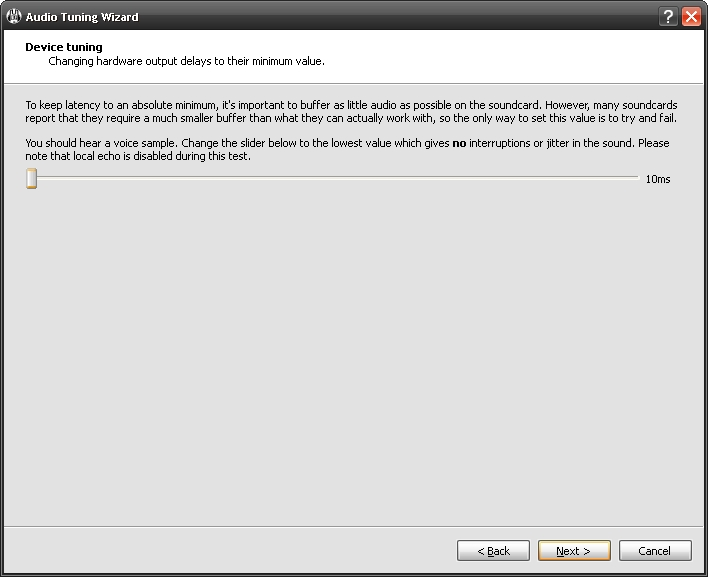 Audio Tuning Wizard
?
Device tuning
Changing hardware output delays to their minimum value.
To keep latency to an absolute minimum, it's important to buffer as little audio as possible on the soundcard. However, many soundcards
report that they require a much smaller buffer than what they can actually work with, so the only way to set this value is to try and fail.
You should hear a voice sample. Change the slider below to the lowest value which gives no interruptions or jitter in the sound. Please
note that local echo is disabled during this test.
10ms
< Back
Next >
Cancel